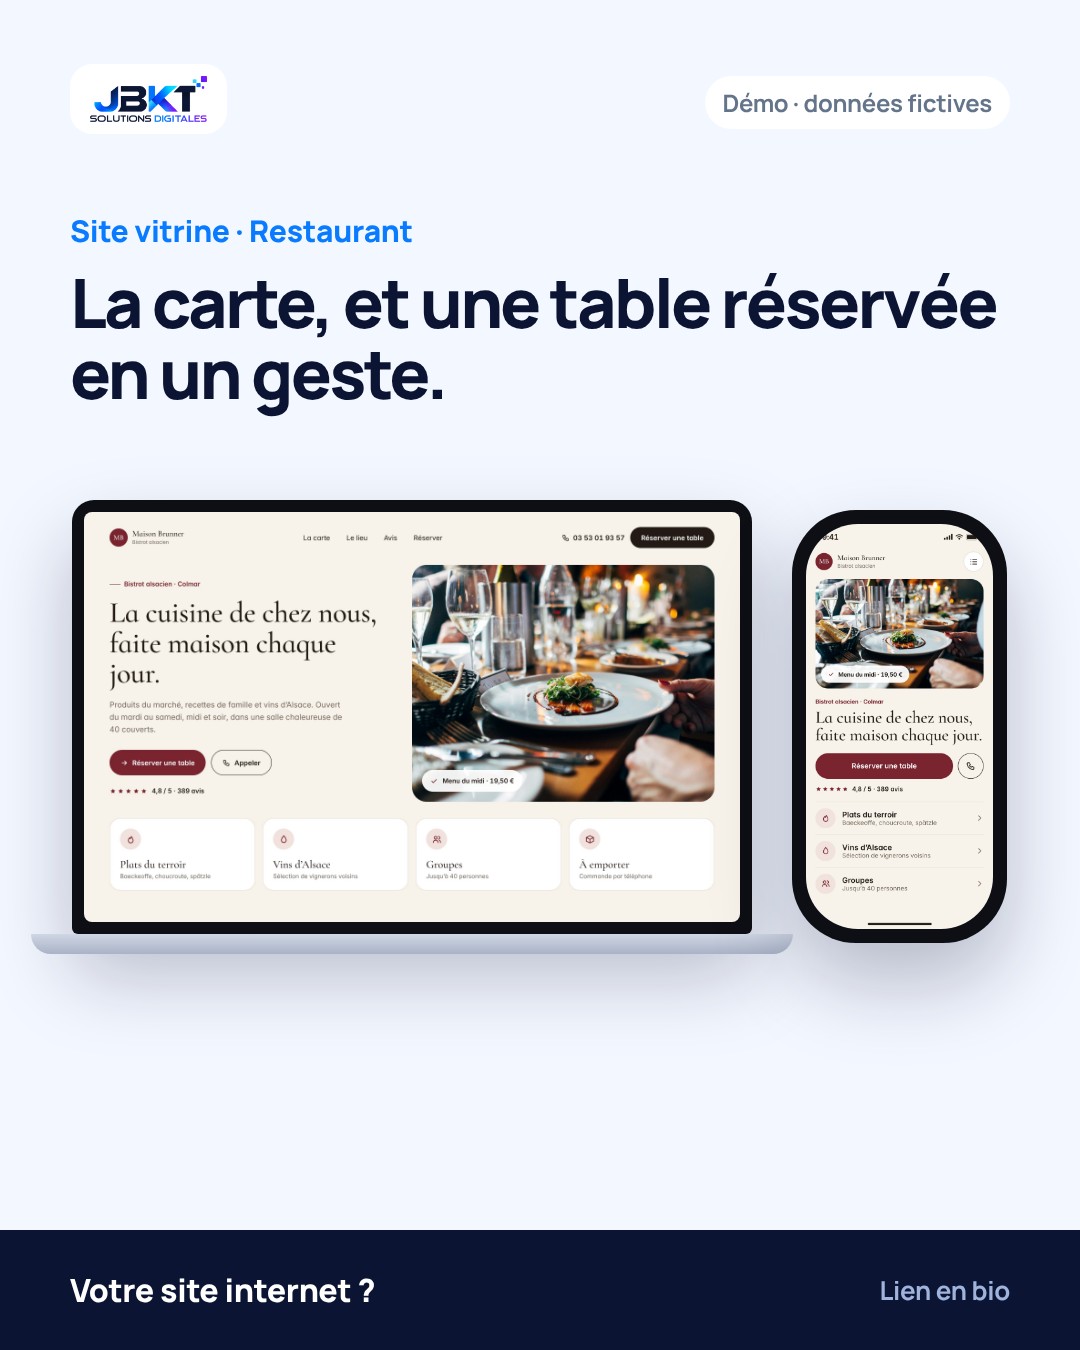 JBKT
SOLUTIONS DIGITALES
Démo · données fictives
Site vitrine · Restaurant
La carte, et une table réservée
en un geste.
MB
Maison Brunner
Bistrot alsacien
La carte
Le lieu
Avis
Réserver
03 53 01 93 57
Réserver une table
Bistrot alsacien · Colmar
La cuisine de chez nous,
faite maison chaque
jour.
Produits du marché, recettes de famille et vins d'Alsace. Ouvert
du mardi au samedi, midi et soir, dans une salle chaleureuse de
40 couverts.
Réserver une table
Appeler
★★★★★ 4,8 / 5 · 389 avis
Menu du midi · 19,50 €
Plats du terroir
Baeckeoffe, choucroute, spätzle
Vins d'Alsace
Sélection de vignerons voisins
Groupes
Jusqu'à 40 personnes
À emporter
Commande par téléphone
:41
MB
Maison Brunner
Bistrot alsacien
Menu du midi · 19,50 €
Bistrot alsacien · Colmar
La cuisine de chez nous,
faite maison chaque jour.
Réserver une table
★★★★★ 4,8 / 5 · 389 avis
Plats du terroir
Baeckeoffe, choucroute, spätzle
Vins d'Alsace
Sélection de vignerons voisins
Groupes
Jusqu'à 40 personnes
Votre site internet ?
Lien en bio